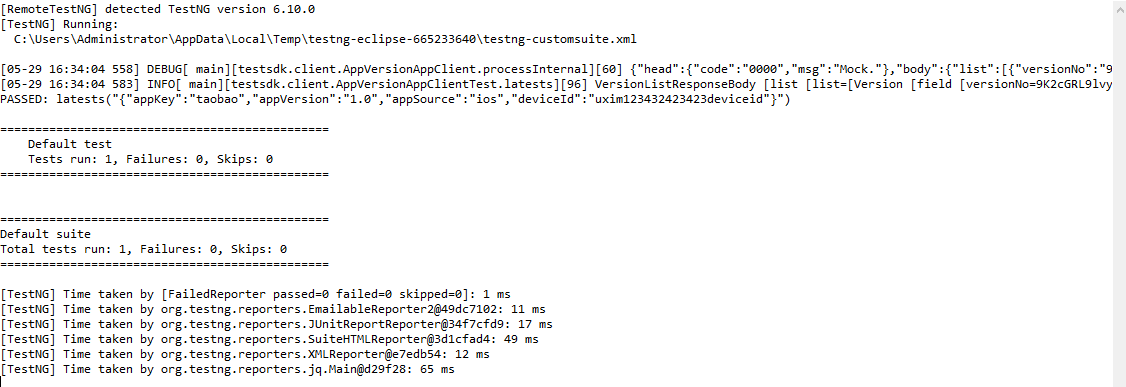 [RemoteTestNG] detected TestNG version 6.10.0
[TestNG] Running:
  C:\Users\Administrator\AppData\Local\Temp\testng-eclipse-665233640\testng-customsuite.xml
[05-29 16:34:04 558] DEBUG[ main][testsdk.client.AppVersionAppClient.processInternal][60] {"head":{"code":"0000","msg":"Mock."},"body":{"list":[{"versionNo":"9
[05-29 16:34:04 583] INFO[ main][testsdk.client.AppVersionAppClientTest.latests][96] VersionListResponseBody [list [list=[Version [field [versionNo=9K2cGRL9lvy
PASSED: latests("{"appKey":"taobao","appVersion":"1.0","appSource":"ios","deviceId":"uxim123432423423deviceid"}")
===============================================
    Default test
    Tests run: 1, Failures: 0, Skips: 0
===============================================
===============================================
Default suite
Total tests run: 1, Failures: 0, Skips: 0
===============================================
[TestNG] Time taken by [FailedReporter passed=0 failed=0 skipped=0]: 1 ms
[TestNG] Time taken by org.testng.reporters.EmailableReporter2@49dc7102: 11 ms
[TestNG] Time taken by org.testng.reporters.JUnitReportReporter@34f7cfd9: 17 ms
[TestNG] Time taken by org.testng.reporters.SuiteHTMLReporter@3d1cfad4: 49 ms
[TestNG] Time taken by org.testng.reporters.XMLReporter@e7edb54: 12 ms
[TestNG] Time taken by org.testng.reporters.jq.Main@d29f28: 65 ms